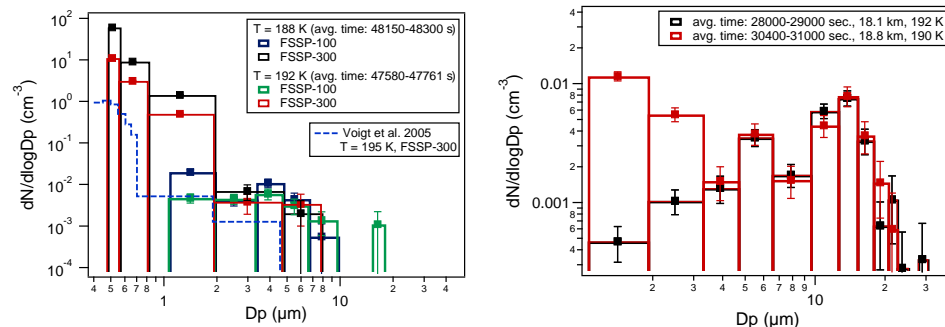 T = 188 K (avg. time: 48150-48300 s)
FSSP-100
FSSP-300
T = 192 K (avg. time: 47580-47761 s)
FSSP-100
FSSP-300
Voigt et al. 2005
T = 195 K, FSSP-300
dN/dlogDp (cm⁻³)
10²
10¹
10⁰
10⁻¹
10⁻²
10⁻³
10⁻⁴
4 5 6 7 8 1 2 3 4 5 6 7 8 10 2 3 4
Dp (µm)
avg. time: 28000-29000 sec., 18.1 km, 192 K
avg. time: 30400-31000 sec., 18.8 km, 190 K
dN/dlogDp (cm⁻³)
4
2
0.01
8
6
4
2
0.001
8
6
4
2 3 4 5 6 7 8 9 10 2 3
Dp (µm)